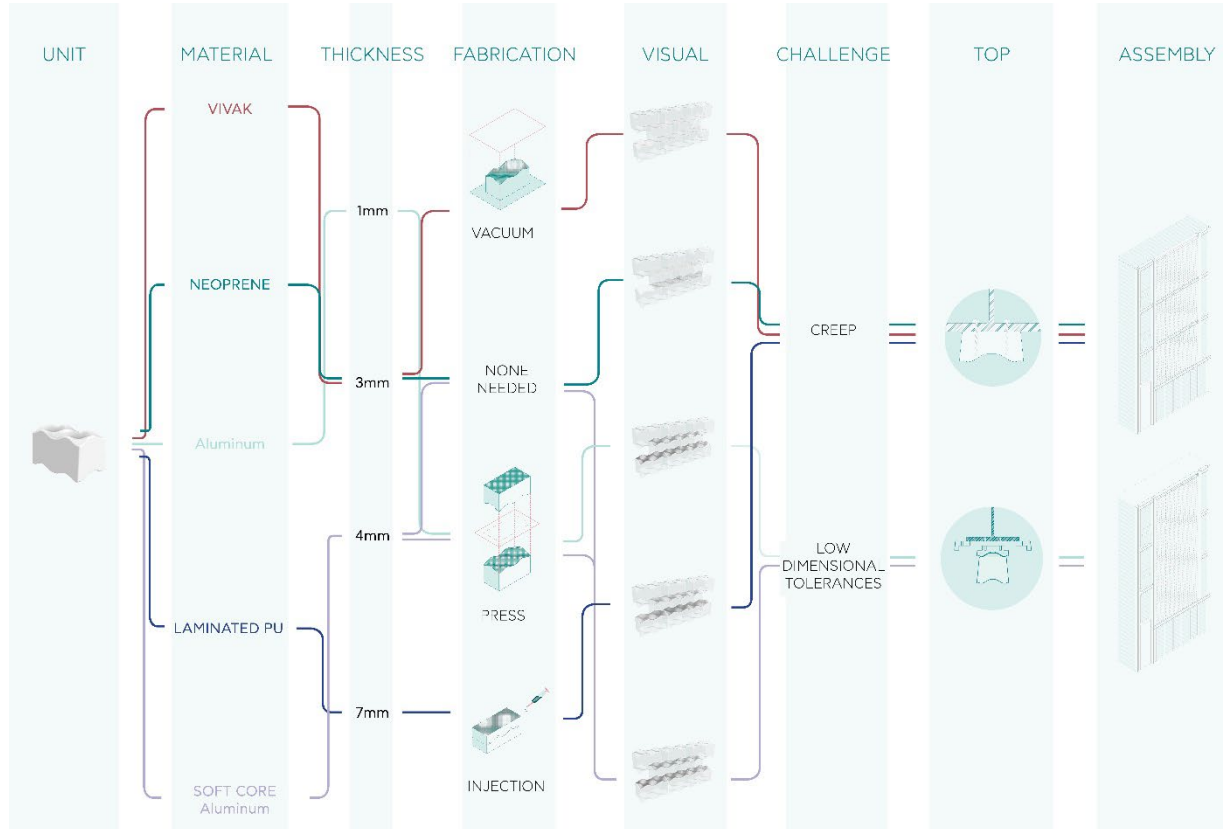 UNIT
MATERIAL
THICKNESS
FABRICATION
VISUAL
CHALLENGE
TOP
ASSEMBLY
VIVAK
NEOPRENE
Aluminum
LAMINATED PU
SOFT CORE
Aluminum
1mm
3mm
4mm
7mm
VACUUM
NONE
NEEDED
PRESS
INJECTION
CREEP
LOW
DIMENSIONAL
TOLERANCES